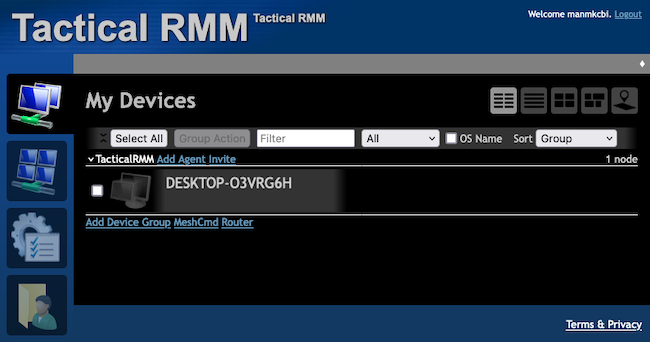 Tactical RMM Tactical RMM
Welcome manmkcbi. Logout
My Devices
Select All Group Action Filter All OS Name Sort Group
TacticalRMM Add Agent Invite 1 node
DESKTOP-O3VRG6H
Add Device Group MeshCmd Router
Terms & Privacy